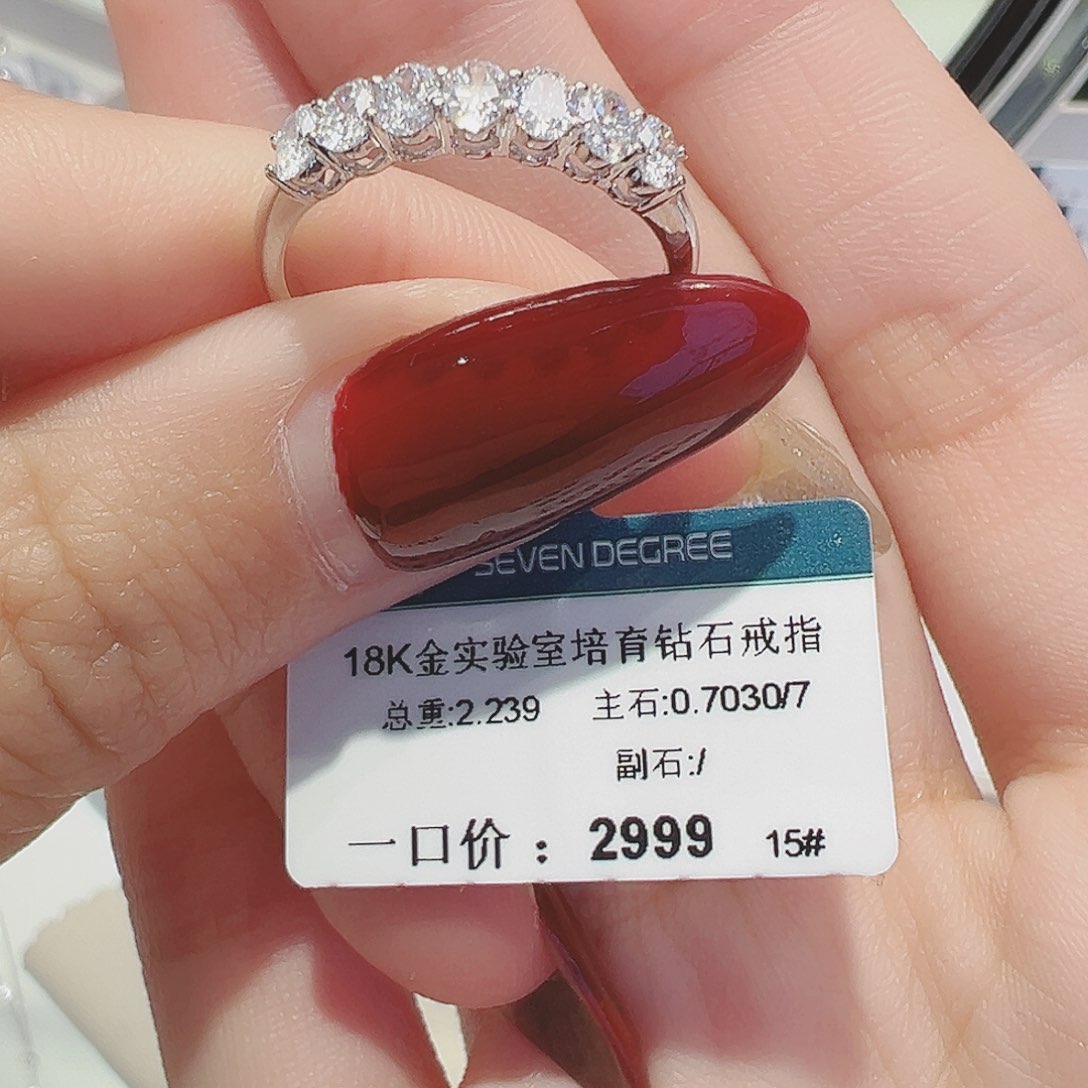 SEVEN DEGREE
18K金实验室培育钻石戒指
总重:2.239 主石:0.7030/7
副石:/
一口价：2999 15#